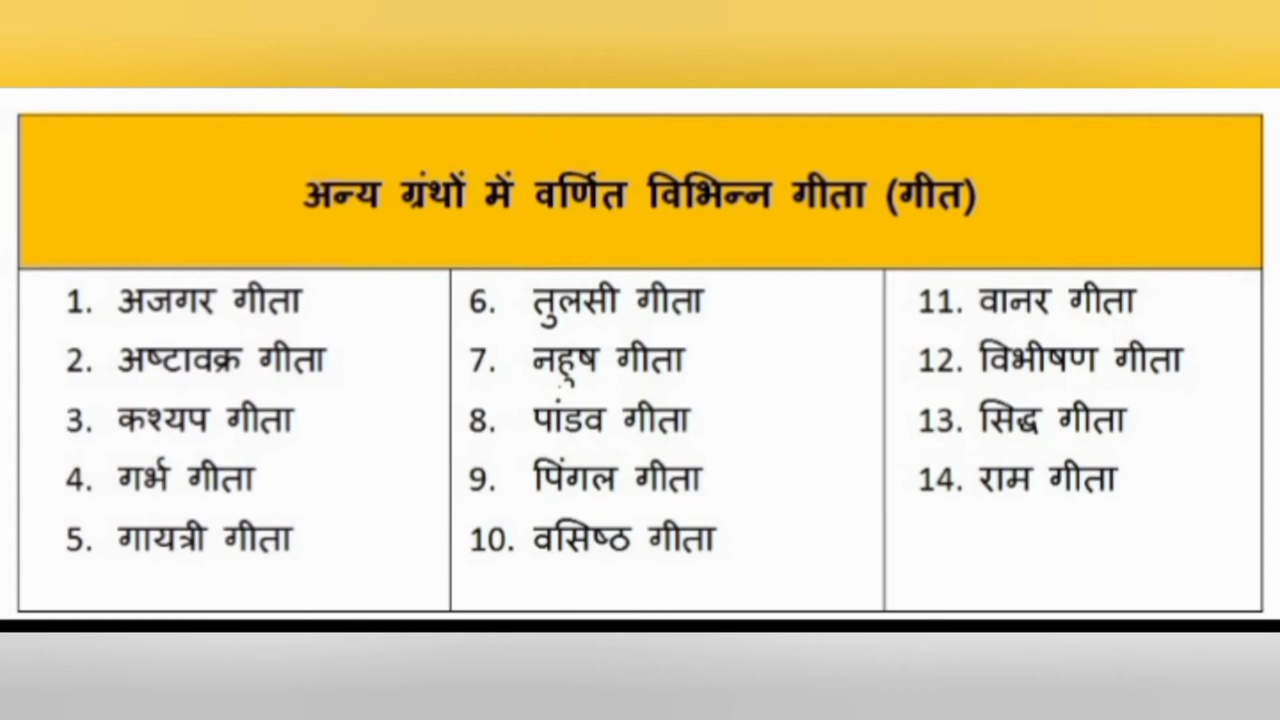 अन्य ग्रंथों में वर्णित विभिन्न गीता (गीत)
1. अजगर गीता
2. अष्टावक्र गीता
3. कश्यप गीता
4. गर्भ गीता
5. गायत्री गीता
6. तुलसी गीता
7. नहुष गीता
8. पांडव गीता
9. पिंगल गीता
10. वसिष्ठ गीता
11. वानर गीता
12. विभीषण गीता
13. सिद्ध गीता
14. राम गीता